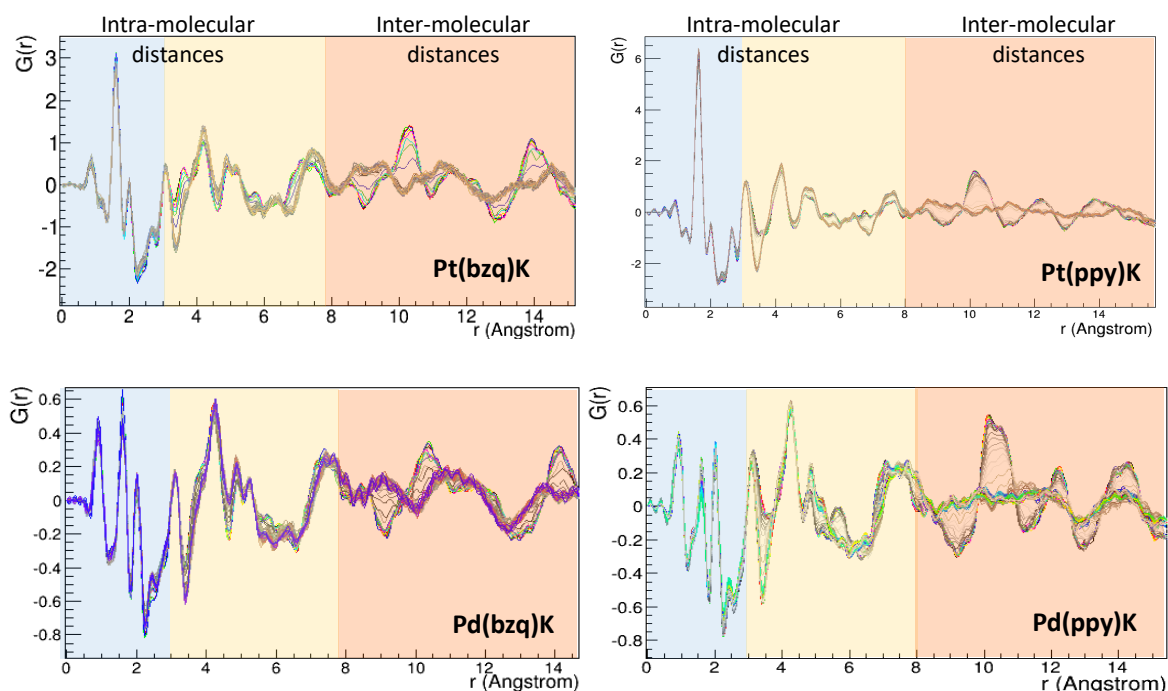 Intra-molecular
distances
Inter-molecular
distances
G(r)
3
2
1
0
-1
-2
0 2 4 6 8 10 12 14
r (Angstrom)
Pt(bzq)K
Intra-molecular
distances
Inter-molecular
distances
G(r)
6
4
2
0
-2
0 2 4 6 8 10 12 14
r (Angstrom)
Pt(ppy)K
G(r)
0.6
0.4
0.2
0
-0.2
-0.4
-0.6
-0.8
0 2 4 6 8 10 12 14
r (Angstrom)
Pd(bzq)K
G(r)
0.6
0.4
0.2
0
-0.2
-0.4
-0.6
-0.8
0 2 4 6 8 10 12 14
r (Angstrom)
Pd(ppy)K